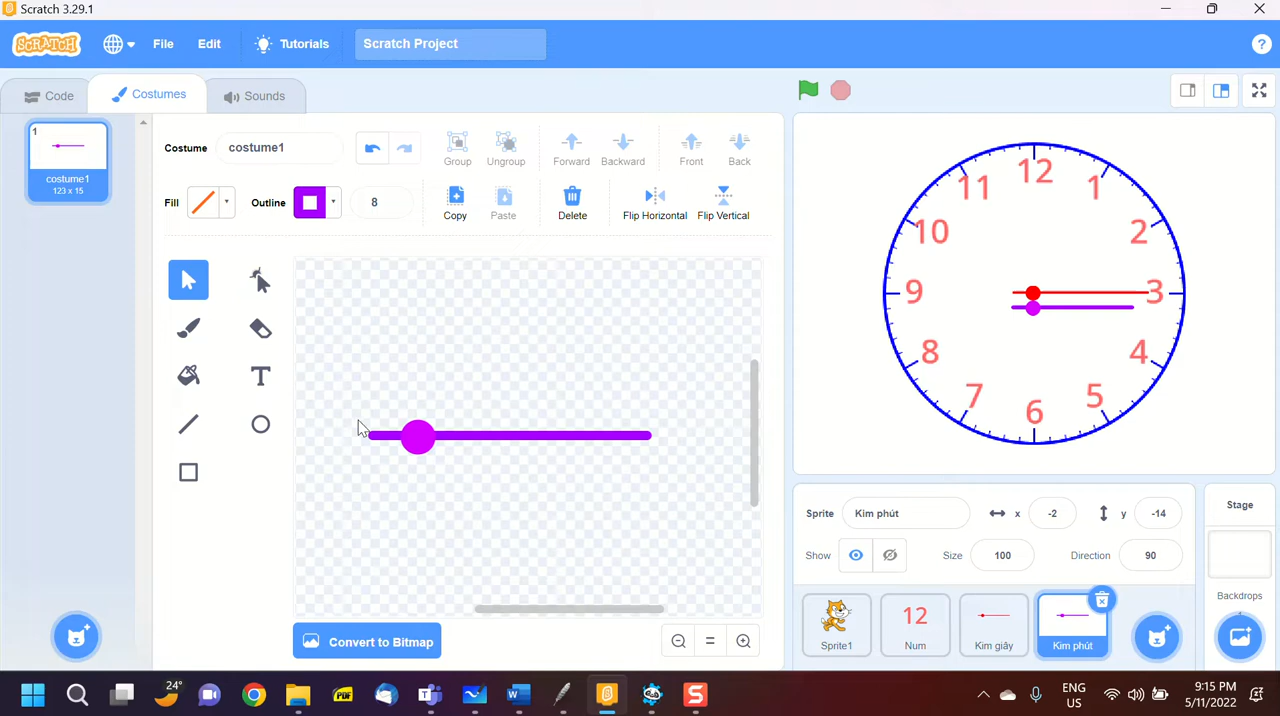 Scratch 3.29.1
SCRATCH
File
Edit
Tutorials
Scratch Project
?
Code
Costumes
Sounds
1
costume1
123 x 15
Costume
costume1
Group
Ungroup
Forward
Backward
Front
Back
Fill
Outline
8
Copy
Paste
Delete
Flip Horizontal
Flip Vertical
T
Convert to Bitmap
12
1
2
3
4
5
6
7
8
9
10
11
Sprite
Kim phút
x
-2
y
-14
Show
Size
100
Direction
90
Sprite1
12
Num
Kim giây
Kim phút
Stage
Backdrops
24°
PDF
ENG
US
9:15 PM
5/11/2022